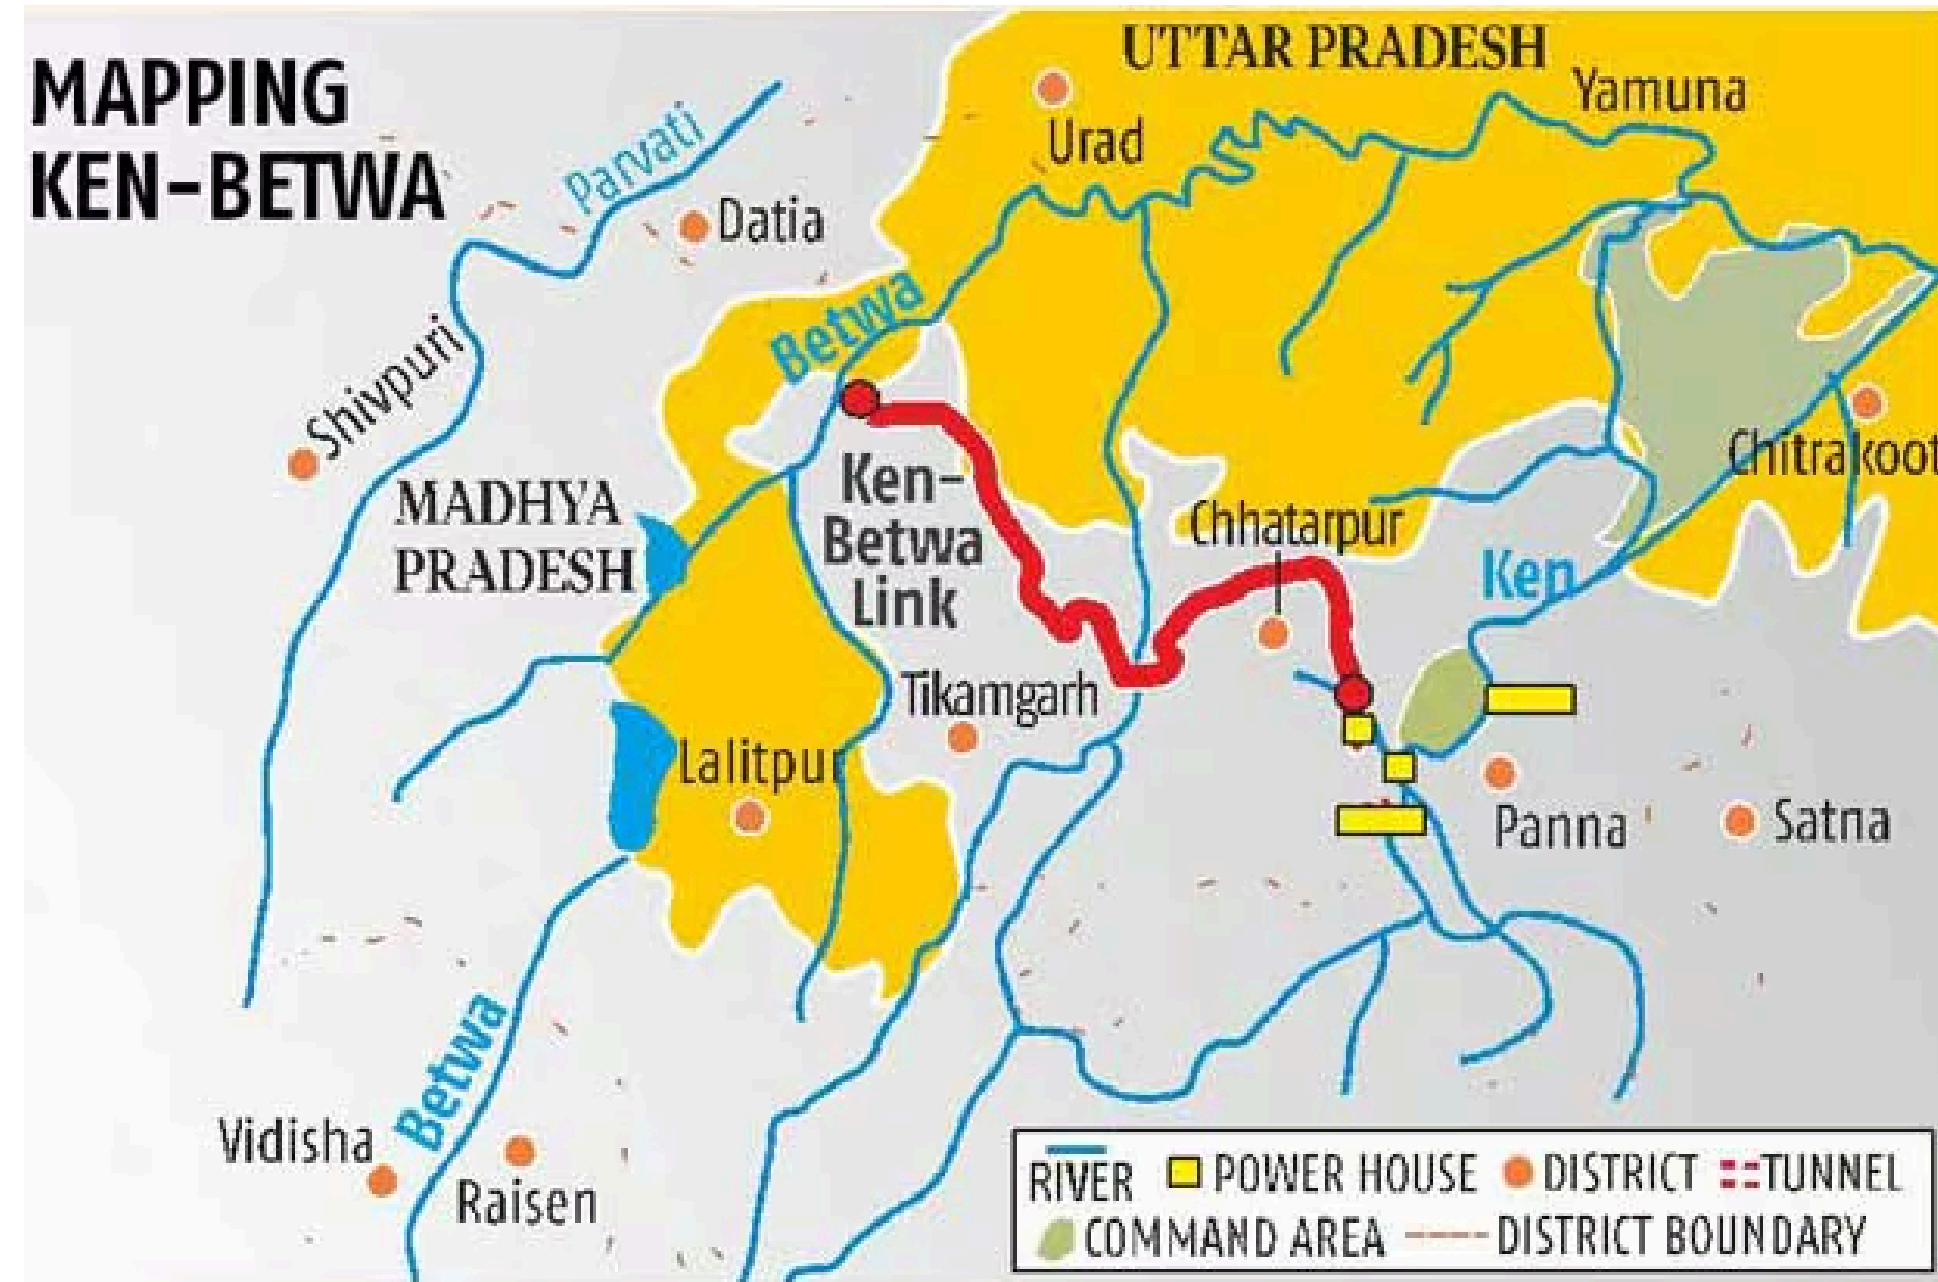 MAPPING
KEN-BETWA
UTTAR PRADESH
Yamuna
Urad
Parvati
Datia
Betwa
Shivpuri
MADHYA
PRADESH
Ken-
Betwa
Link
Chhatarpur
Chitrakoot
Ken
Tikamgarh
Lalitpur
Panna
Satna
Betwa
Vidisha
Raisen
RIVER POWER HOUSE DISTRICT TUNNEL
COMMAND AREA DISTRICT BOUNDARY